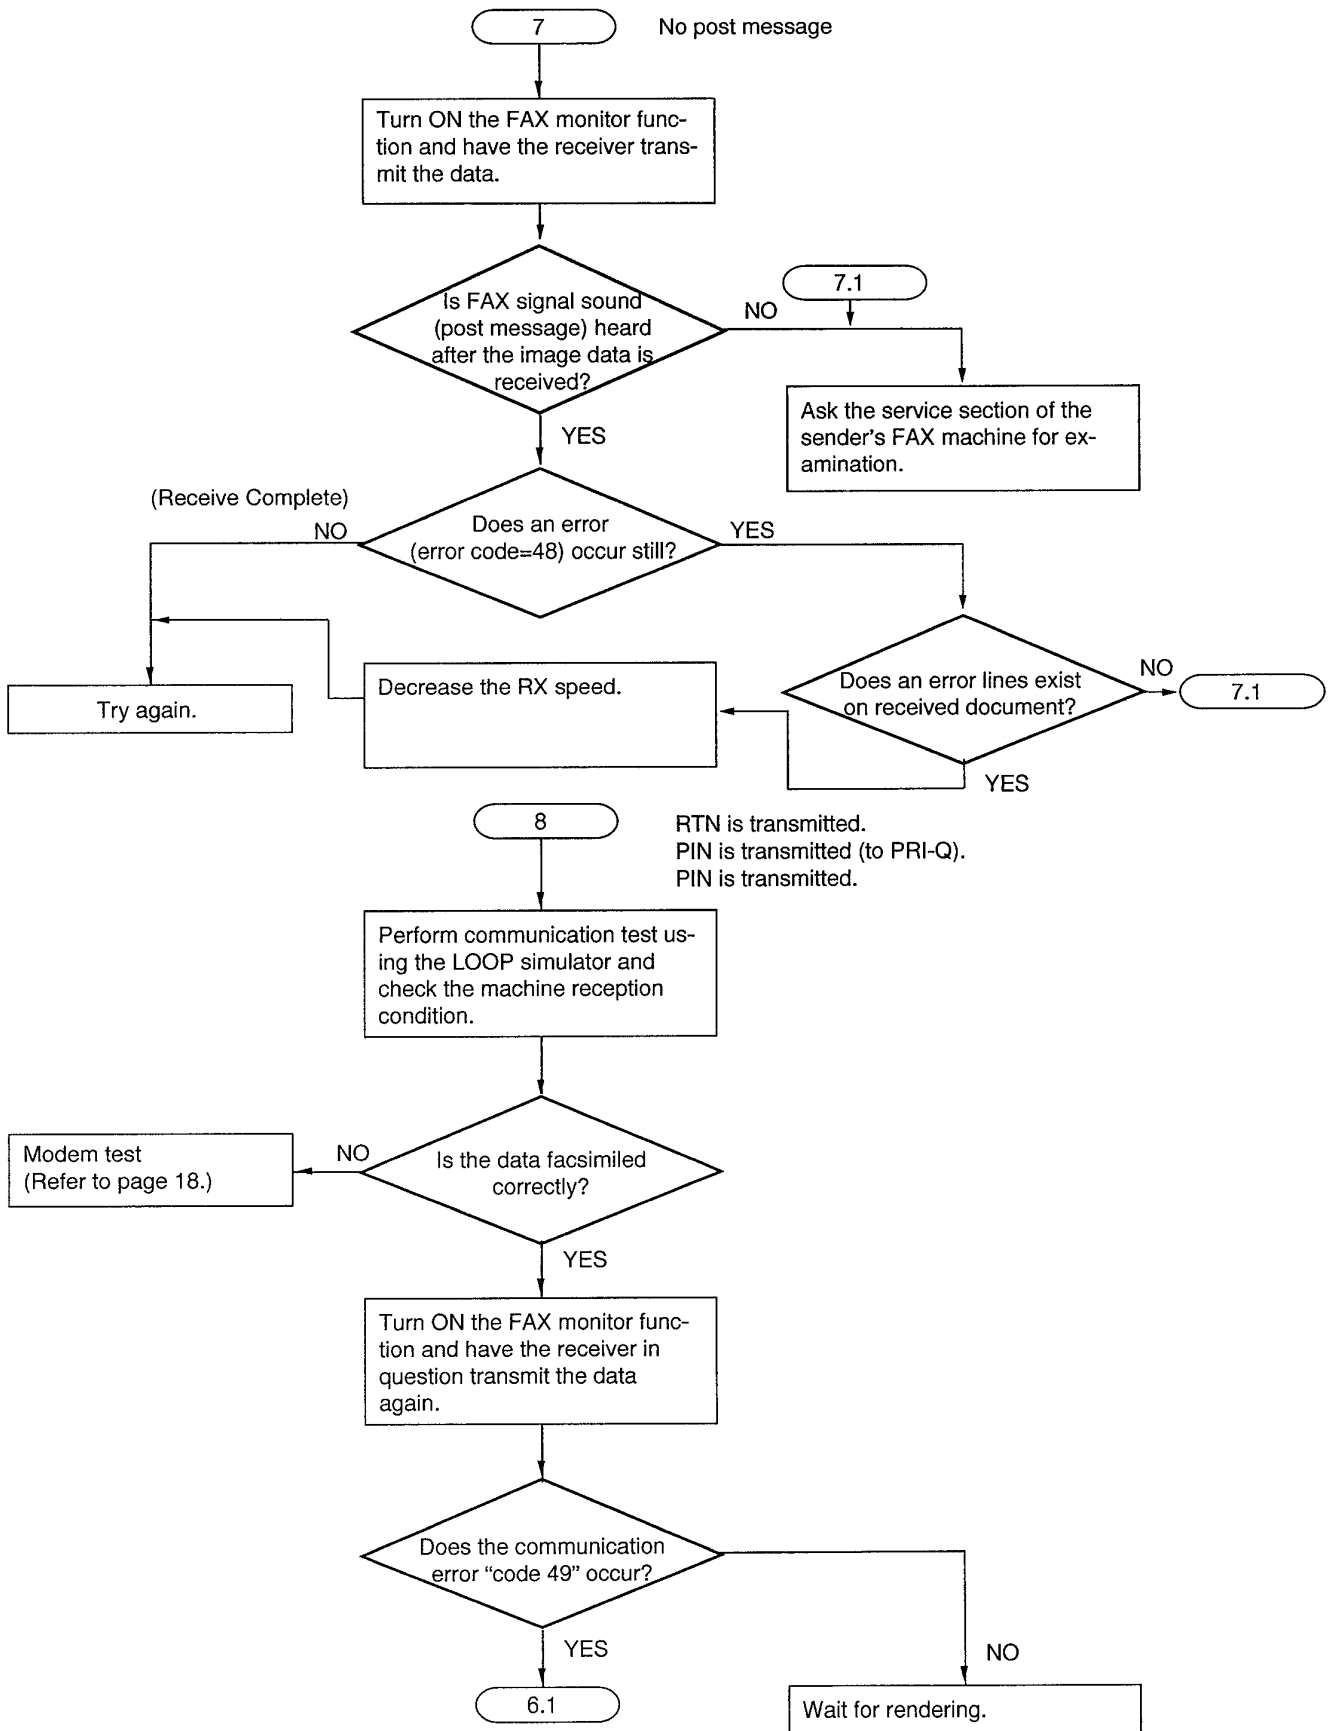 7
No post message
Turn ON the FAX monitor func-
tion and have the receiver trans-
mit the data.
Is FAX signal sound
(post message) heard
after the image data is
received?
NO
7.1
Ask the service section of the
sender's FAX machine for ex-
amination.
YES
(Receive Complete)
NO
Does an error
(error code=48) occur still?
YES
Try again.
Decrease the RX speed.
Does an error lines exist
on received document?
NO
7.1
YES
8
RTN is transmitted.
PIN is transmitted (to PRI-Q).
PIN is transmitted.
Perform communication test us-
ing the LOOP simulator and
check the machine reception
condition.
Is the data facsimiled
correctly?
NO
Modem test
(Refer to page 18.)
YES
Turn ON the FAX monitor func-
tion and have the receiver in
question transmit the data
again.
Does the communication
error “code 49” occur?
YES
6.1
NO
Wait for rendering.